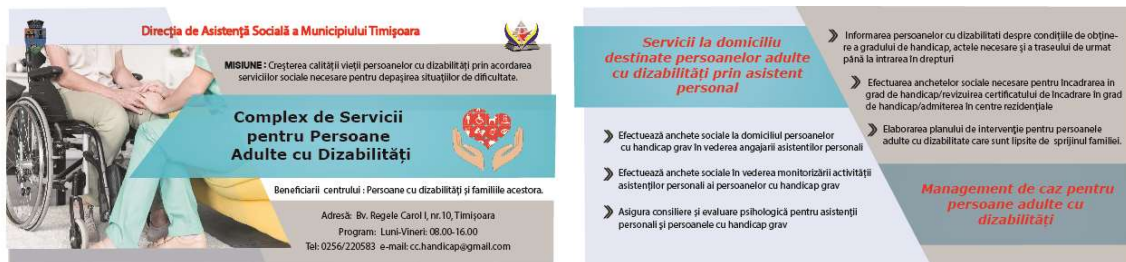 Direcția de Asistență Socială a Municipiului Timișoara
MISIUNE : Creșterea calității vieții persoanelor cu dizabilități prin acordarea
serviciilor sociale necesare pentru depașirea situațiilor de dificultate.
Complex de Servicii
pentru Persoane
Adulte cu Dizabilități
Beneficiarii centrului : Persoane cu dizabilități și familiile acestora.
Adresă: Bv. Regele Carol I, nr.10, Timișoara
Program: Luni-Vineri: 08.00-16.00
Tel: 0256/220583 e-mail: cc.handicap@gmail.com
Servicii la domiciliu
destinate persoanelor adulte
cu dizabilități prin asistent
personal
Efectuează anchete sociale la domiciliul persoanelor
cu handicap grav în vederea angajarii asistentilor personali
Efectuează anchete sociale în vederea monitorizării activității
asistenților personali ai persoanelor cu handicap grav
Asigura consiliere și evaluare psihologică pentru asistenții
personali și persoanele cu handicap grav
Informarea persoanelor cu dizabilitati despre condițiile de obține-
re a gradului de handicap, actele necesare și a traseului de urmat
până la intrarea în drepturi
Efectuarea anchetelor sociale necesare pentru încadrarea in
grad de handicap/revizuirea certificatului de încadrare în grad
de handicap/admiterea în centre rezidențiale
Elaborarea planului de intervenție pentru persoanele
adulte cu dizabilitate care sunt lipsite de sprijinul familiei.
Management de caz pentru
persoane adulte cu
dizabilități